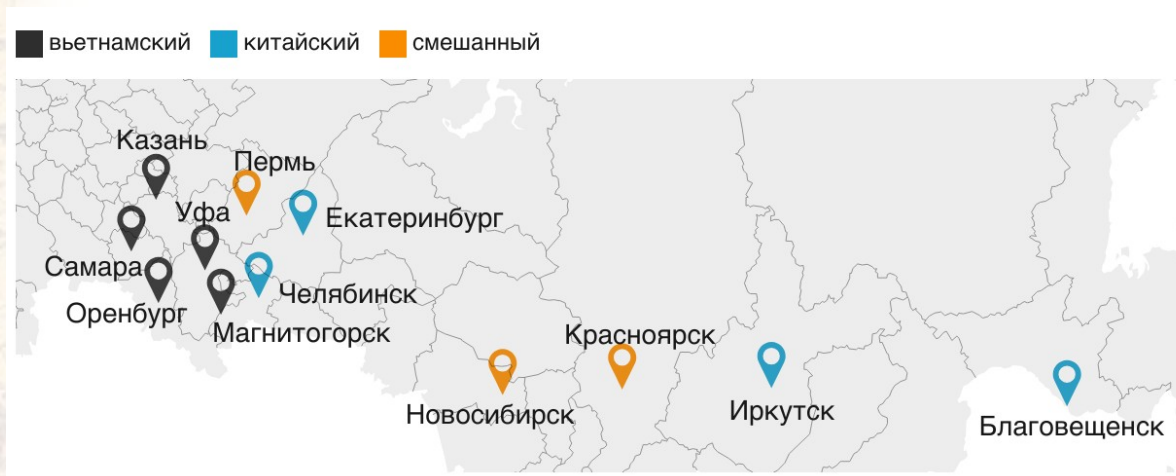 вьетнамский китайский смешанный
Казань
Пермь
Уфа
Екатеринбург
Самара
Челябинск
Оренбург
Магнитогорск
Красноярск
Новосибирск
Иркутск
Благовещенск